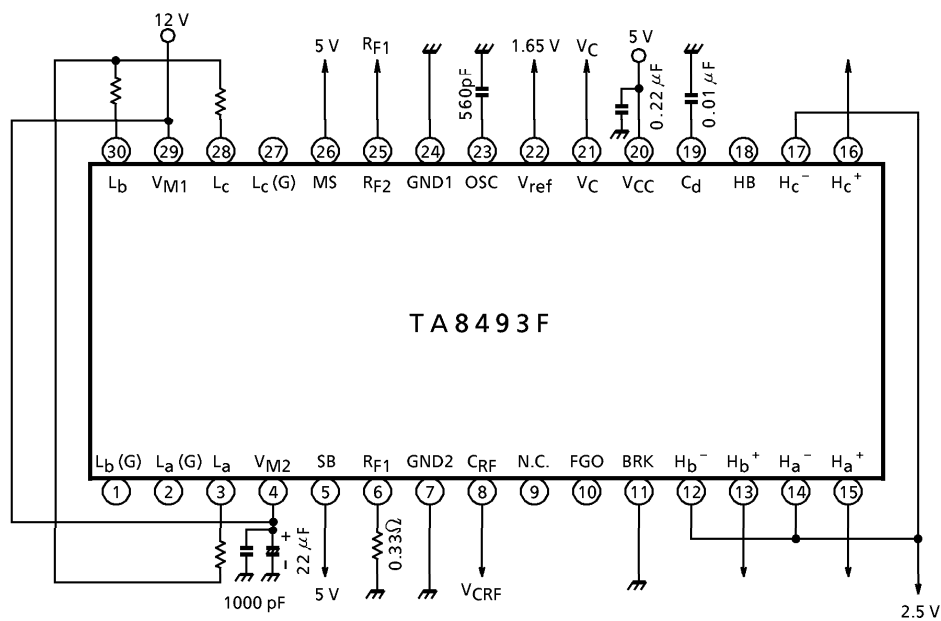 12 V
5 V
R_F1
560pF
1.65 V
V_C
5 V
0.22 μF
0.01 μF
30 29 28 27 26 25 24 23 22 21 20 19 18 17 16
L_b V_M1 L_c L_c (G) MS R_F2 GND1 OSC V_ref V_C V_CC C_d HB H_c⁻ H_c⁺
TA8493F
L_b (G) L_a (G) L_a V_M2 SB R_F1 GND2 C_RF N.C. FGO BRK H_b⁻ H_b⁺ H_a⁻ H_a⁺
1 2 3 4 5 6 7 8 9 10 11 12 13 14 15
+
-
22 μF
0.33Ω
1000 pF
5 V
V_CRF
2.5 V